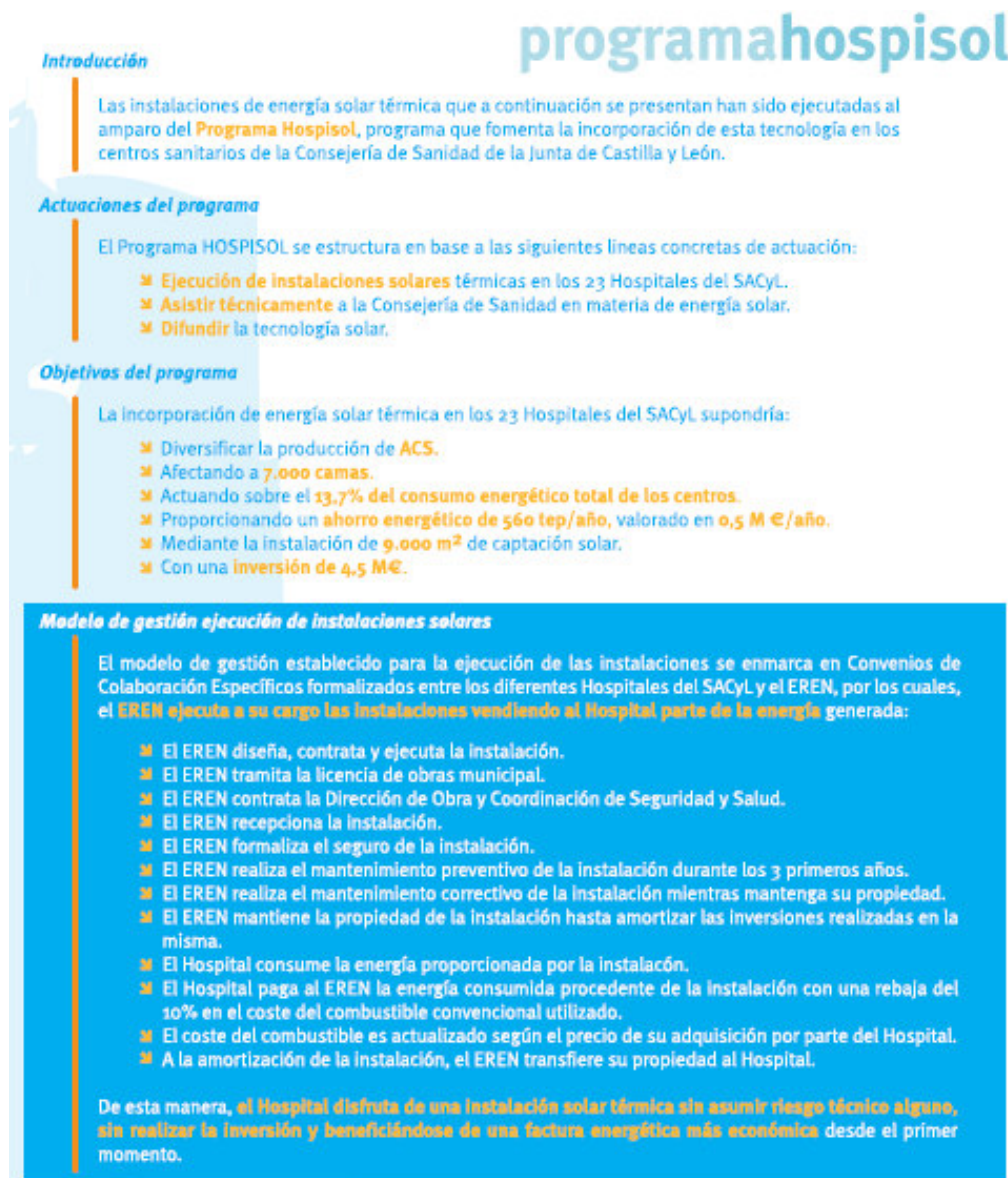 programahospisol
Introducción
Las instalaciones de energía solar térmica que a continuación se presentan han sido ejecutadas al
amparo del Programa Hospisol, programa que fomenta la incorporación de esta tecnología en los
centros sanitarios de la Consejería de Sanidad de la Junta de Castilla y León.
Actuaciones del programa
El Programa HOSPISOL se estructura en base a las siguientes lineas concretas de actuación:
Ejecución de instalaciones solares térmicas en los 23 Hospitales del SACyL.
Asistir técnicamente a la Consejería de Sanidad en materia de energía solar.
Difundir la tecnología solar.
Objetivos del programa
La incorporación de energía solar térmica en los 23 Hospitales del SACyL supondría:
Diversificar la producción de ACS.
Afectando a 7.000 camas.
Actuando sobre el 13,7% del consumo energético total de los centros.
Proporcionando un ahorro energético de 560 tep/año, valorado en 0,5 M €/año.
Mediante la instalación de 9.000 m² de captación solar.
Con una inversión de 4,5 M€.
Modelo de gestión ejecución de instalaciones solares
El modelo de gestión establecido para la ejecución de las instalaciones se enmarca en Convenios de
Colaboración Específicos formalizados entre los diferentes Hospitales del SACyL y el EREN, por los cuales,
el EREN ejecuta a su cargo las instalaciones vendiendo al Hospital parte de la energía generada:
El EREN diseña, contrata y ejecuta la instalación.
El EREN tramita la licencia de obras municipal.
El EREN contrata la Dirección de Obra y Coordinación de Seguridad y Salud.
El EREN recepciona la instalación.
El EREN formaliza el seguro de la instalación.
El EREN realiza el mantenimiento preventivo de la instalación durante los 3 primeros años.
El EREN realiza el mantenimiento correctivo de la instalación mientras mantenga su propiedad.
El EREN mantiene la propiedad de la instalación hasta amortizar las inversiones realizadas en la
misma.
El Hospital consume la energía proporcionada por la instalacón.
El Hospital paga al EREN la energía consumida procedente de la instalación con una rebaja del
10% en el coste del combustible convencional utilizado.
El coste del combustible es actualizado según el precio de su adquisición por parte del Hospital.
A la amortización de la instalación, el EREN transfiere su propiedad al Hospital.
De esta manera, el Hospital disfruta de una instalación solar térmica sin asumir riesgo técnico alguno,
sin realizar la inversión y beneficiándose de una factura energética más económica desde el primer
momento.